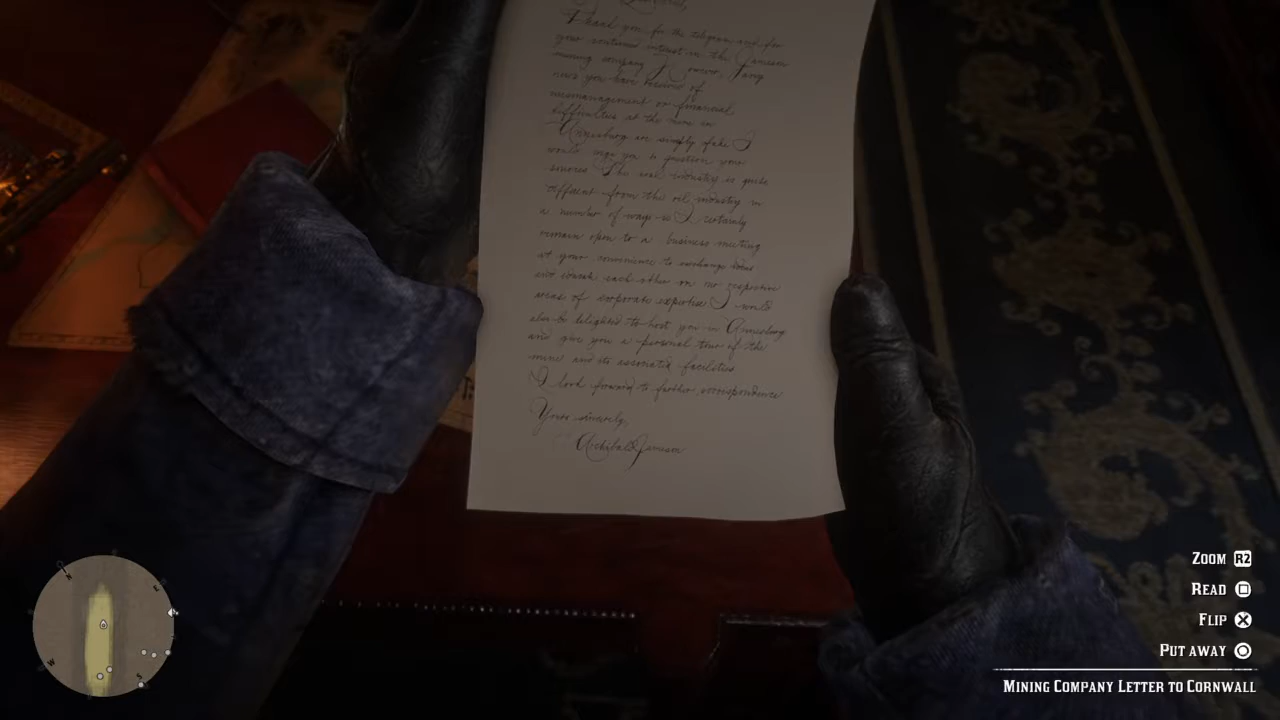 Thank you for the telegram and for
your continued interest in the Jameson
mining company. However, any
news you have received of
mismanagement or financial
difficulties at the mine in
Annesburg are simply fake I
would urge you to question your
sources The coal industry is quite
different from the oil industry in
a number of ways so I certainly
remain open to a business meeting
at your convenience to exchange ideas
and consult each other on our respective
areas of corporate expertise I would
also be delighted to host you in Annesburg
and give you a personal tour of the
mine and its associated facilities
I look forward to further correspondence
Yours sincerely,
Archibald Jameson
ZOOM R2
READ
FLIP
PUT AWAY
MINING COMPANY LETTER TO CORNWALL